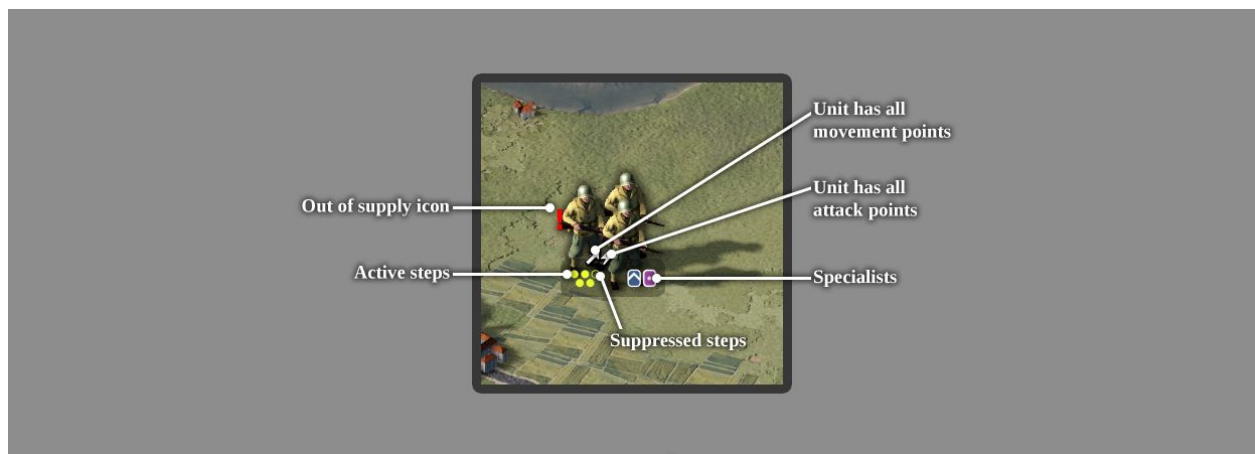 Unit has all
movement points
Unit has all
attack points
Out of supply icon
Active steps
Specialists
Suppressed steps